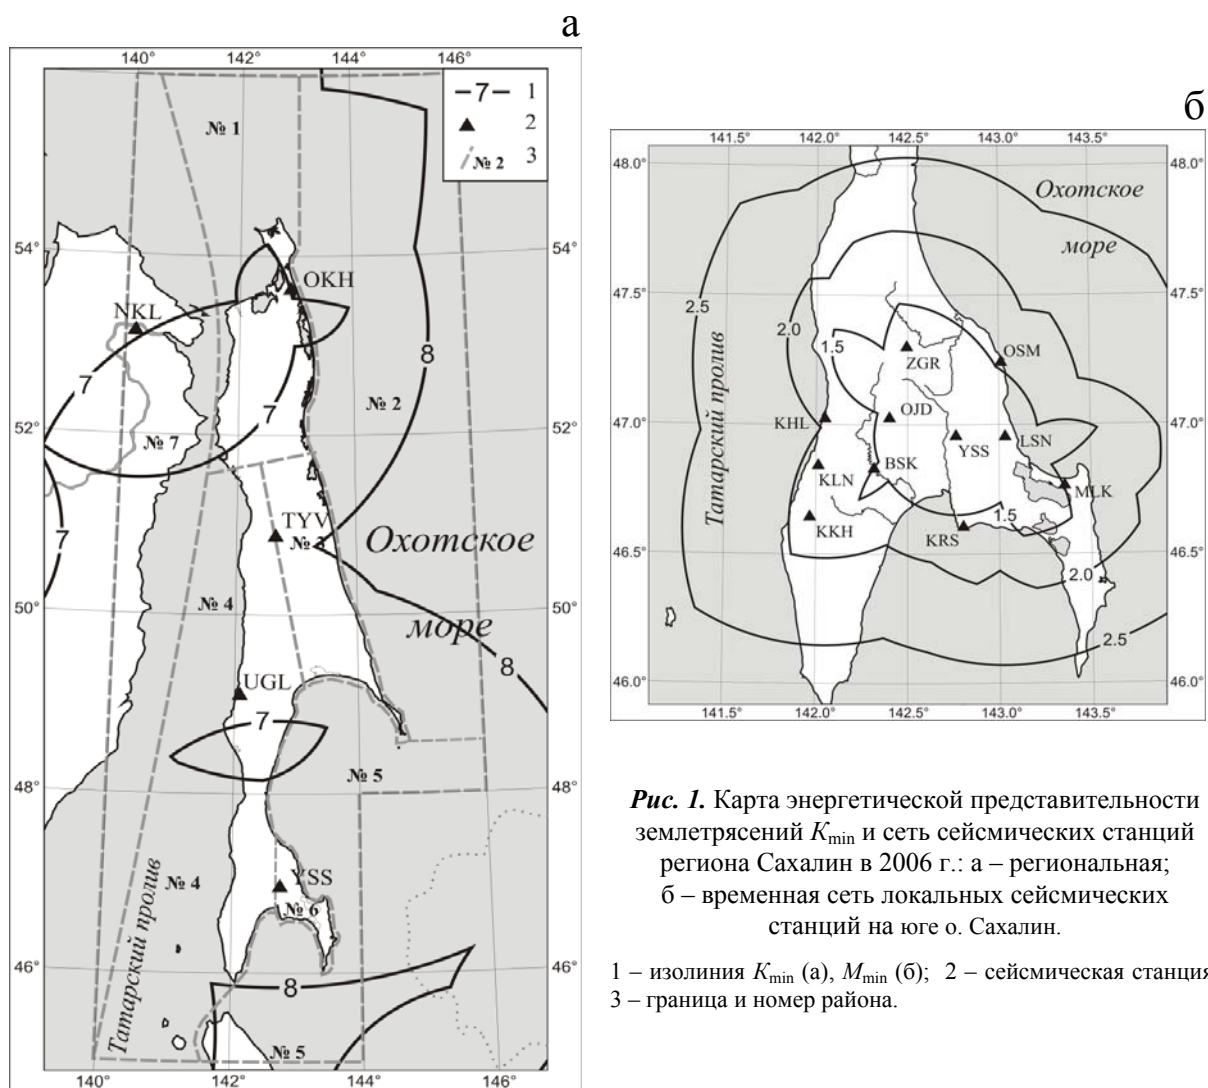 а
140° 142° 144° 146°
7 1
2
№ 2 3
№ 1
54°
OKH
NKL
8
7
7
№ 2
52°
№ 7
TYV
№ 3
7
Охотское
море
50°
№ 4
8
UGL
7
48°
№ 5
YSS
№ 4
№ 6
Татарский пролив
46°
8
№ 5
140° 142° 144° 146°
б
141.5° 142.0° 142.5° 143.0° 143.5°
48.0° 48.0°
Охотское
море
47.5° 47.5°
2.5
2.0
1.5
ZGR
OSM
Татарский пролив
KHL
OJD
47.0° 47.0°
YSS
LSN
KLN
BSK
MLK
KKH
KRS
1.5
46.5° 46.5°
2.0
2.5
46.0° 46.0°
141.5° 142.0° 142.5° 143.0° 143.5°
Рис. 1. Карта энергетической представительности
землетрясений Kmin и сеть сейсмических станций
региона Сахалин в 2006 г.: а – региональная;
б – временная сеть локальных сейсмических
станций на юге о. Сахалин.
1 – изолиния Kmin (а), Mmin (б); 2 – сейсмическая станция
3 – граница и номер района.